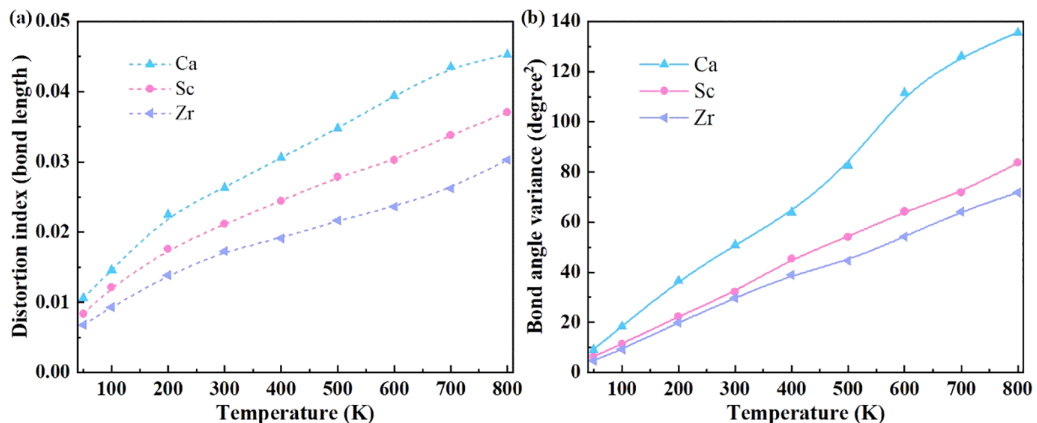 (a)
0.05
0.04
0.03
0.02
0.01
0.00
Distortion index (bond length)
Ca
Sc
Zr
100 200 300 400 500 600 700 800
Temperature (K)
(b)
140
120
100
80
60
40
20
0
Bond angle variance (degree²)
Ca
Sc
Zr
100 200 300 400 500 600 700 800
Temperature (K)